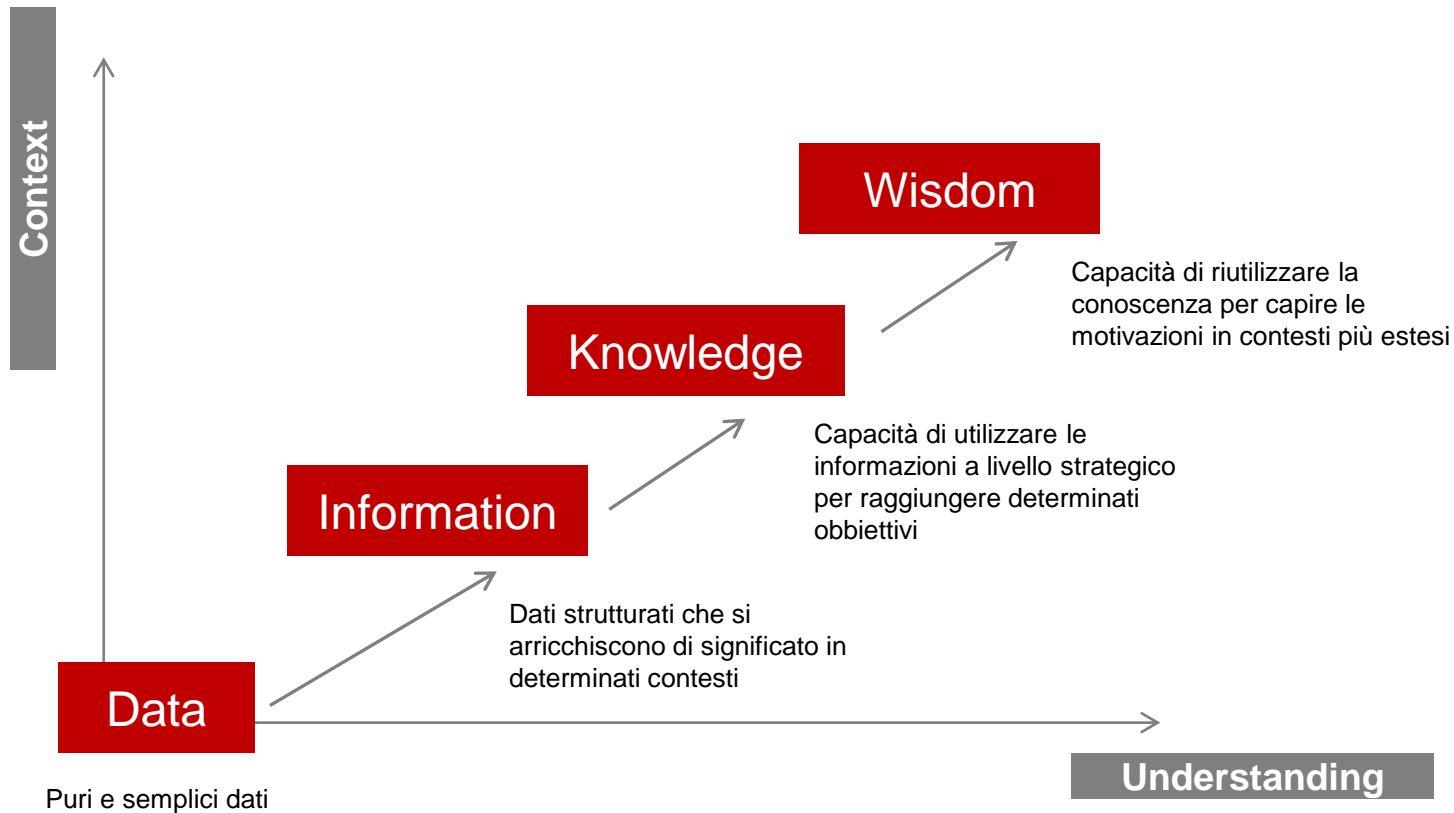 Context
Wisdom
Capacità di riutilizzare la
conoscenza per capire le
motivazioni in contesti più estesi
Knowledge
Capacità di utilizzare le
informazioni a livello strategico
per raggiungere determinati
obbiettivi
Information
Dati strutturati che si
arricchiscono di significato in
determinati contesti
Data
Puri e semplici dati
Understanding